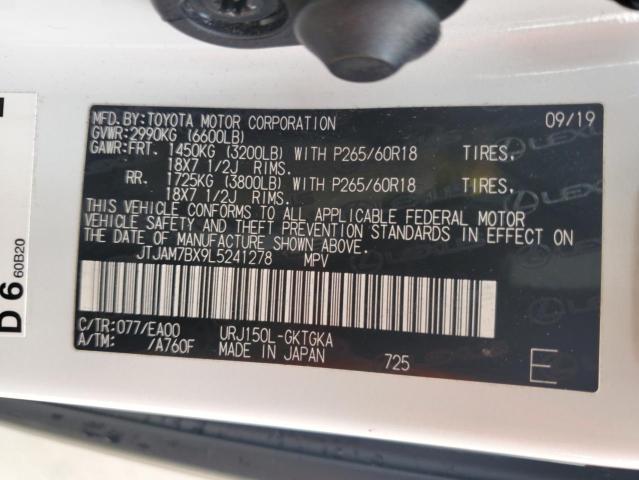 MFD.BY:TOYOTA MOTOR CORPORATION 09/19
GVWR:2990KG (6600LB)
GAWR:FRT. 1450KG (3200LB) WITH P265/60R18 TIRES,
18X7 1/2J RIMS.
RR. 1725KG (3800LB) WITH P265/60R18 TIRES,
18X7 1/2J RIMS.
THIS VEHICLE CONFORMS TO ALL APPLICABLE FEDERAL MOTOR
VEHICLE SAFETY AND THEFT PREVENTION STANDARDS IN EFFECT ON
THE DATE OF MANUFACTURE SHOWN ABOVE.
JTJAM7BX9L5241278 MPV
C/TR:077/EA00 URJ150L-GKTGKA
A/TM: /A760F MADE IN JAPAN 725 E
D 6 60B20